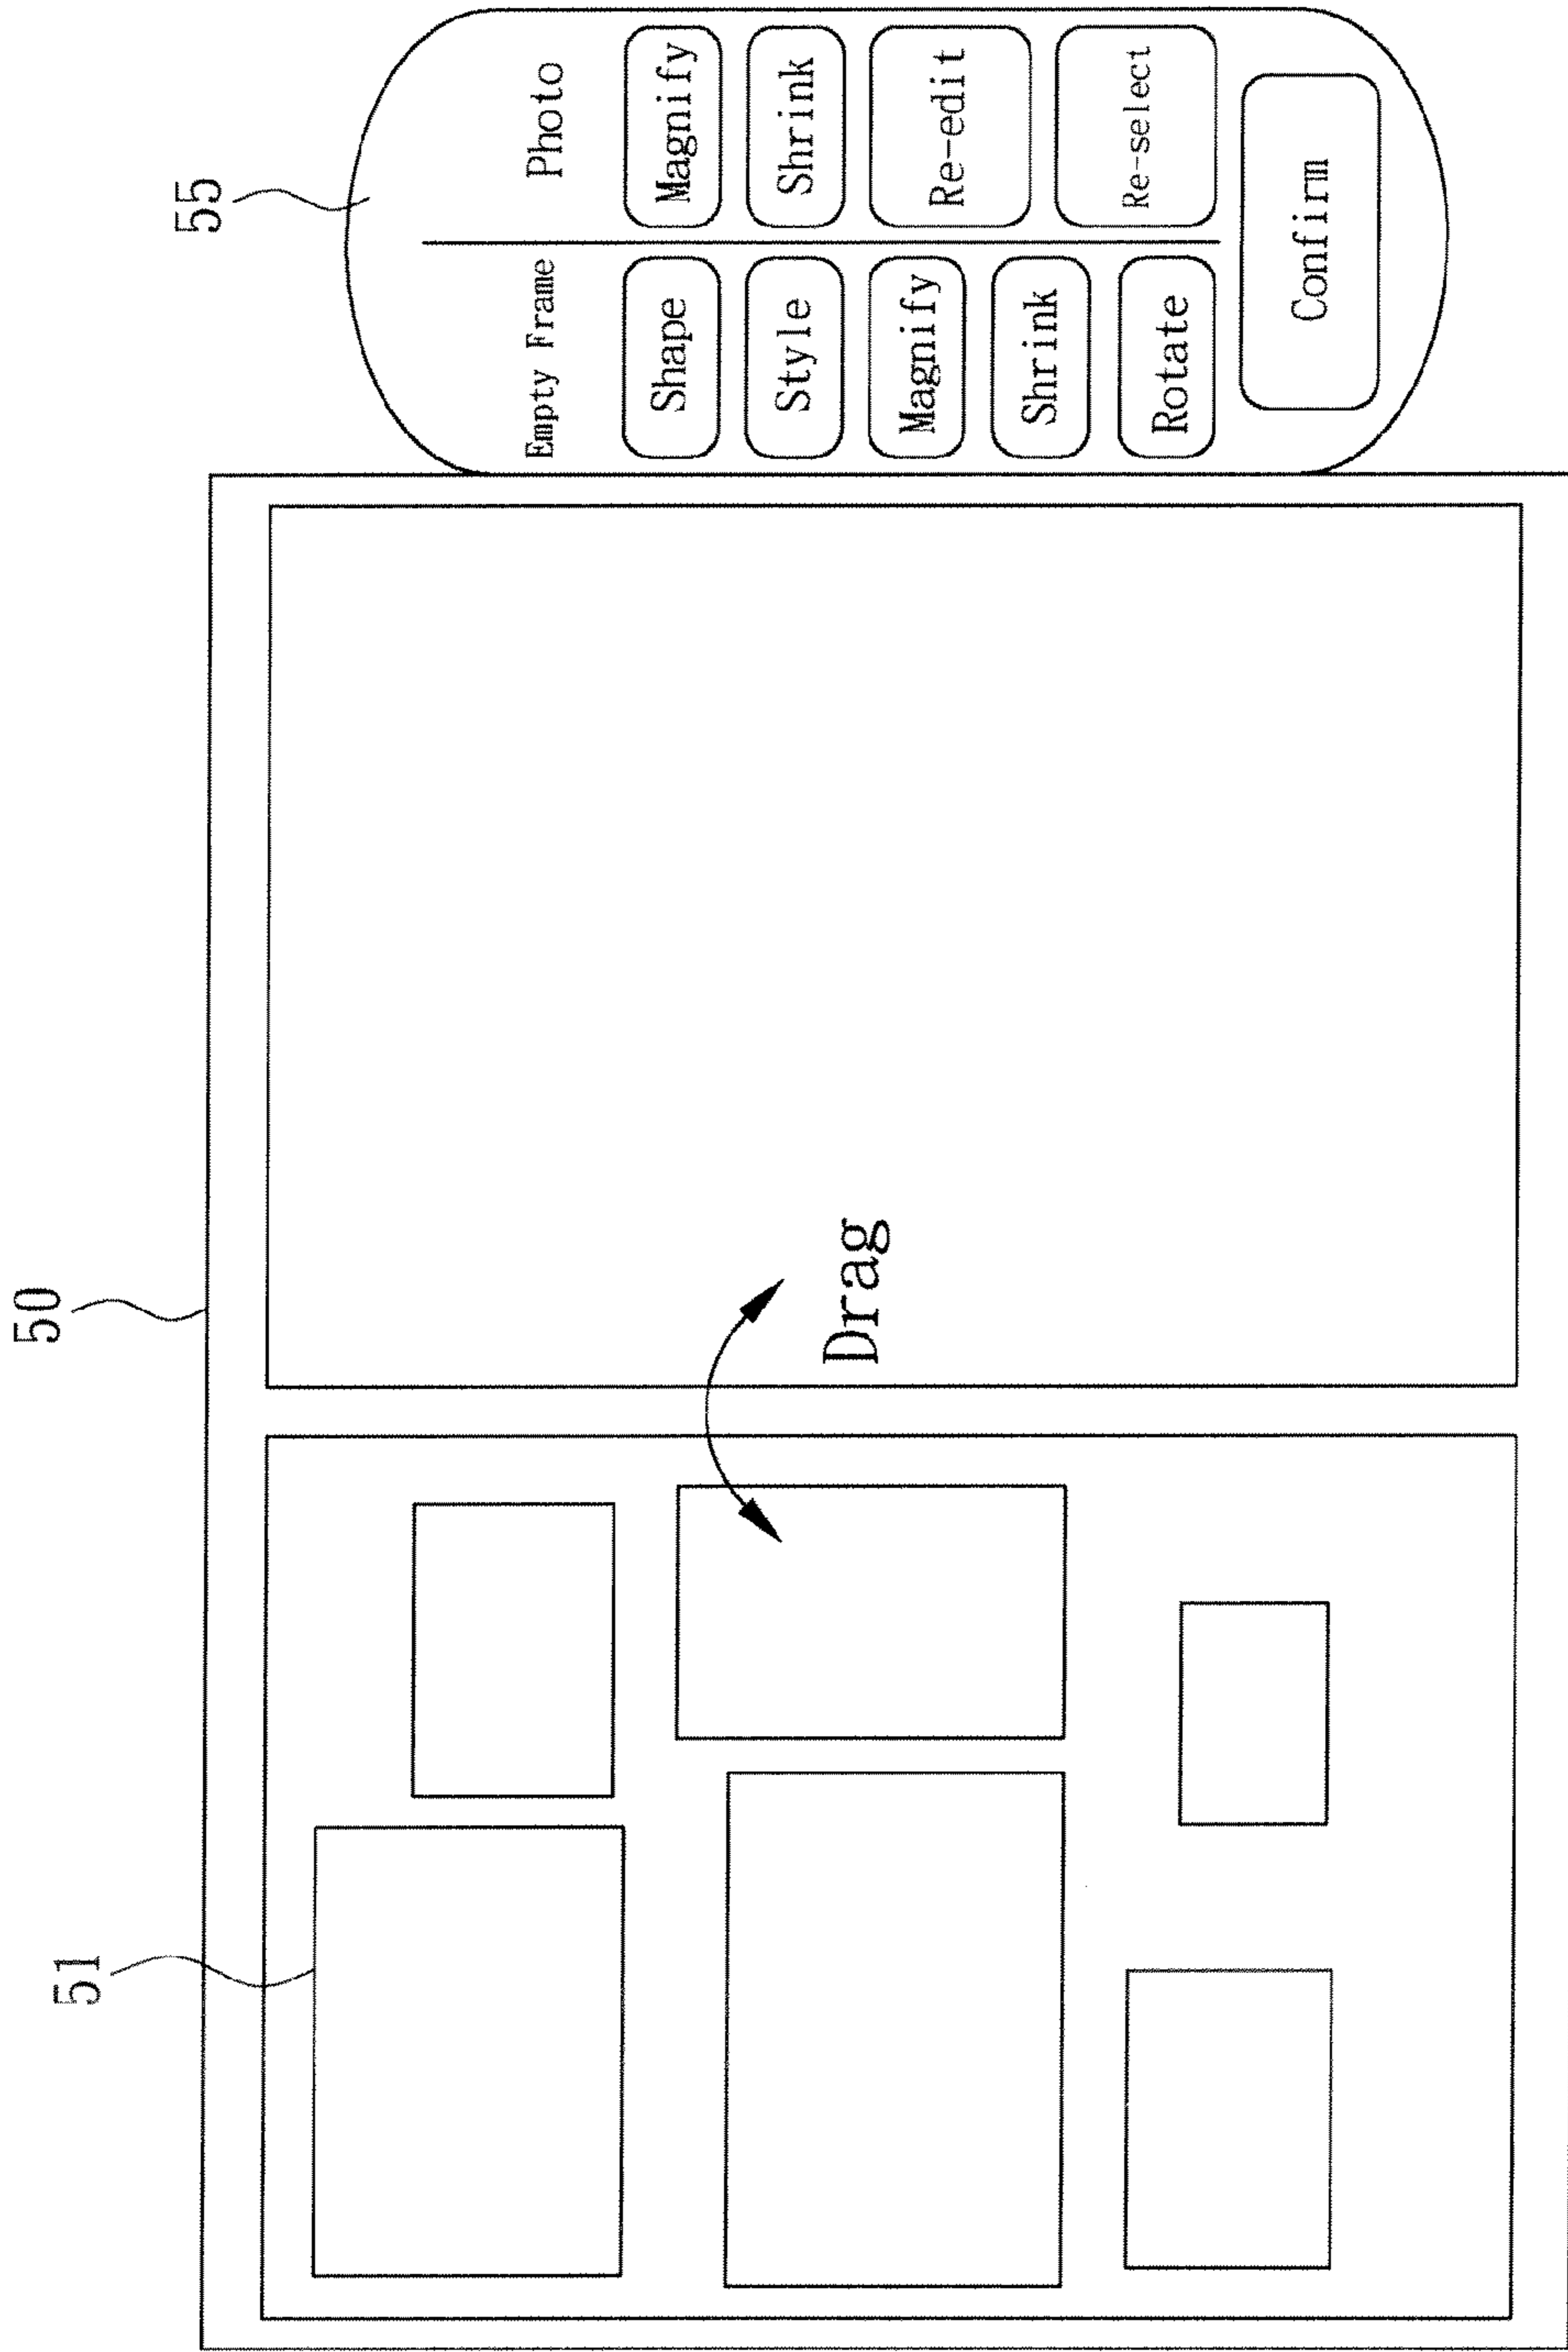 50
55
51
Empty Frame
Photo
Shape
Magnify
Style
Shrink
Magnify
Re-edit
Shrink
Re-select
Rotate
Confirm
Drag